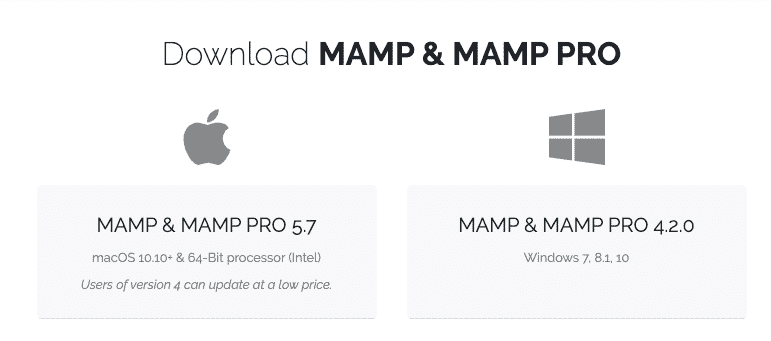 Download MAMP & MAMP PRO
MAMP & MAMP PRO 5.7
macOS 10.10+ & 64-Bit processor (Intel)
Users of version 4 can update at a low price.
MAMP & MAMP PRO 4.2.0
Windows 7, 8.1, 10